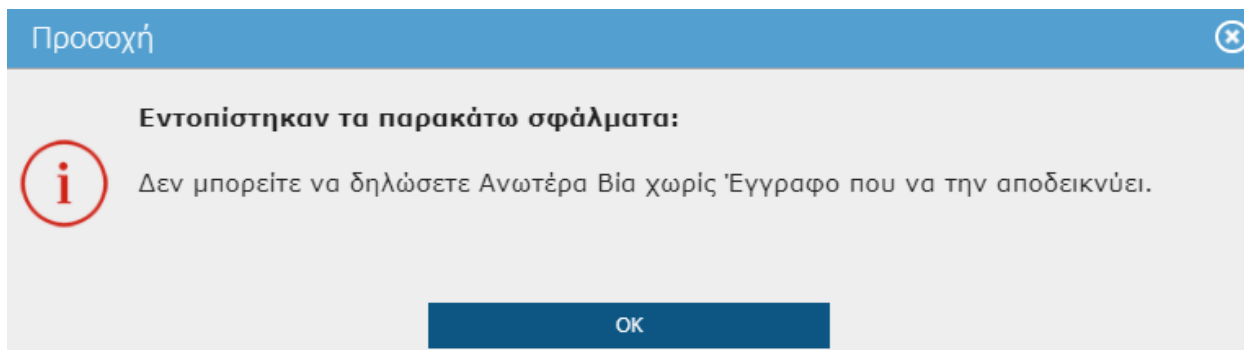 Προσοχή
Εντοπίστηκαν τα παρακάτω σφάλματα:
Δεν μπορείτε να δηλώσετε Ανωτέρα Βία χωρίς Έγγραφο που να την αποδεικνύει.
OK